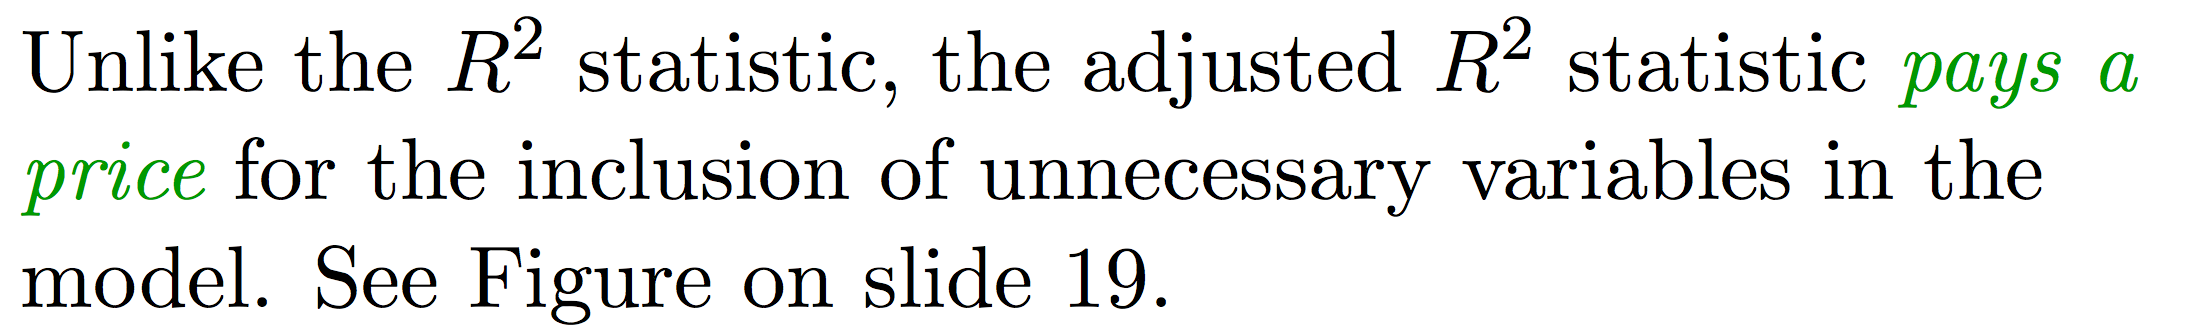 Unlike the R² statistic, the adjusted R² statistic pays a
price for the inclusion of unnecessary variables in the
model. See Figure on slide 19.